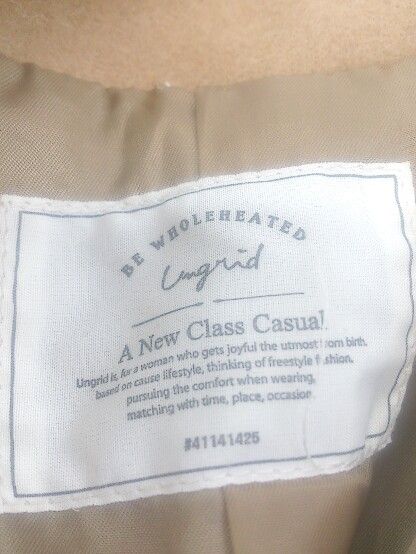 BE WHOLEHEATED
Ungrid
A New Class Casual.
Ungrid is, for a woman who gets joyful the utmost from birth.
based on cause lifestyle, thinking of freestyle fashion.
pursuing the comfort when wearing,
matching with time, place, occasion
#41141425